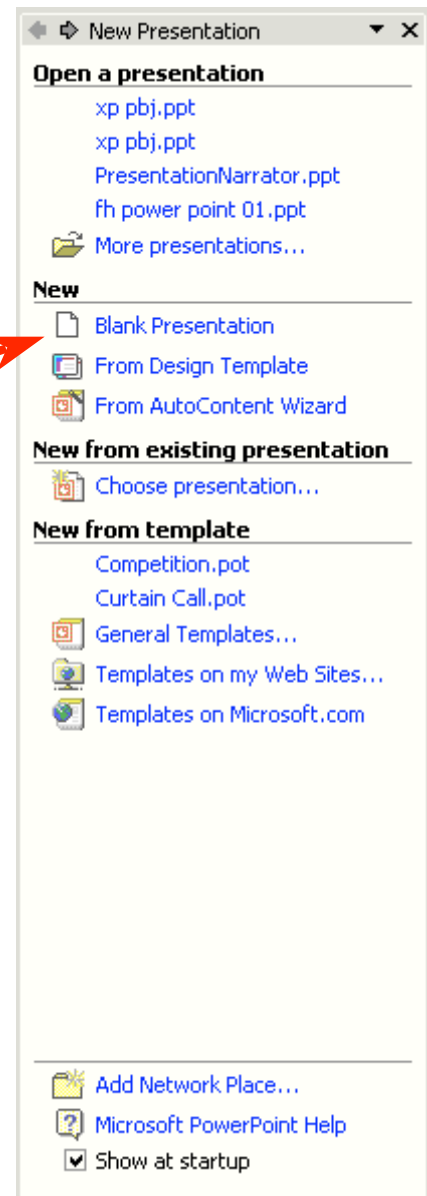 New Presentation
Open a presentation
xp pbj.ppt
xp pbj.ppt
PresentationNarrator.ppt
fh power point 01.ppt
More presentations...
New
Blank Presentation
From Design Template
From AutoContent Wizard
New from existing presentation
Choose presentation...
New from template
Competition.pot
Curtain Call.pot
General Templates...
Templates on my Web Sites...
Templates on Microsoft.com
Add Network Place...
Microsoft PowerPoint Help
Show at startup